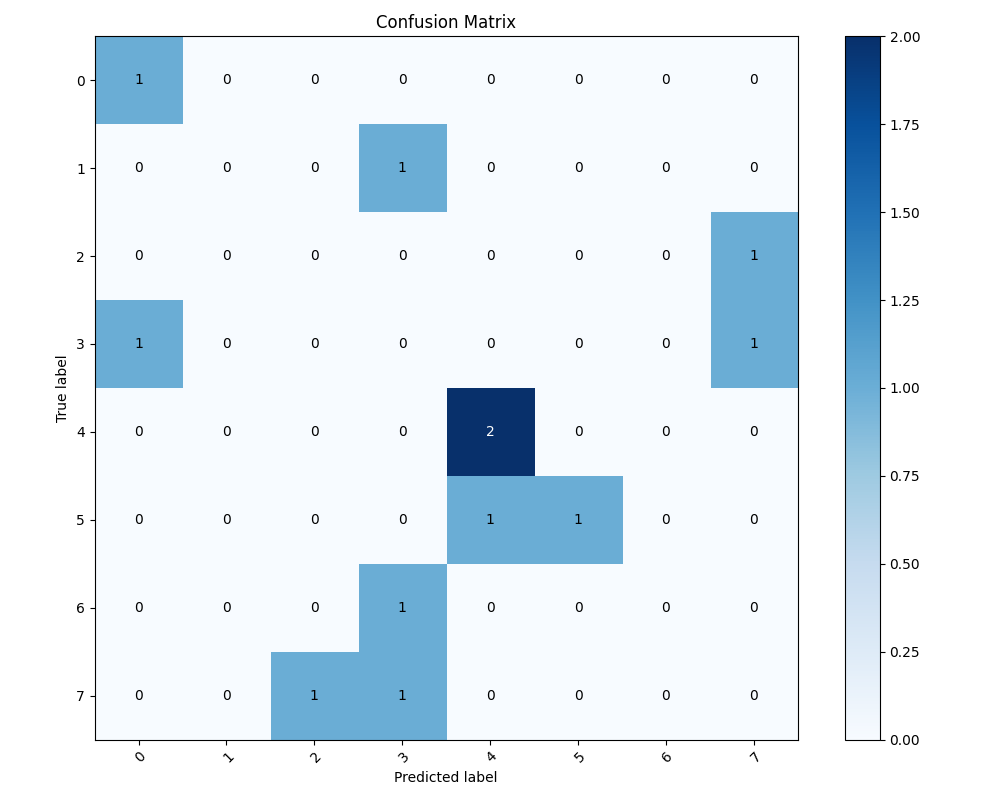 Confusion Matrix
0 1 0 0 0 0 0 0 0
1 0 0 0 1 0 0 0 0
2 0 0 0 0 0 0 0 1
3 1 0 0 0 0 0 0 1
4 0 0 0 0 2 0 0 0
5 0 0 0 0 1 1 0 0
6 0 0 0 1 0 0 0 0
7 0 0 1 1 0 0 0 0
0 1 2 3 4 5 6 7
True label
Predicted label
2.00
1.75
1.50
1.25
1.00
0.75
0.50
0.25
0.00